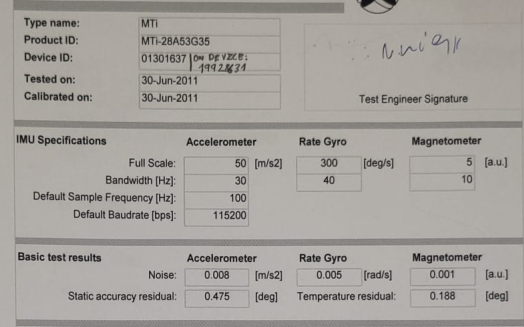 Type name: MTi
Product ID: MTi-28A53G35
Device ID: 01301637 ON DEVICE:
Tested on: 30-Jun-2011
Calibrated on: 30-Jun-2011
Test Engineer Signature
IMU Specifications Accelerometer Rate Gyro Magnetometer
Full Scale: 50 [m/s2] 300 [deg/s] 5 [a.u.]
Bandwidth [Hz]: 30 40 10
Default Sample Frequency [Hz]: 100
Default Baudrate [bps]: 115200
Basic test results Accelerometer Rate Gyro Magnetometer
Noise: 0.008 [m/s2] 0.005 [rad/s] 0.001 [a.u.]
Static accuracy residual: 0.475 [deg] Temperature residual: 0.188 [deg]